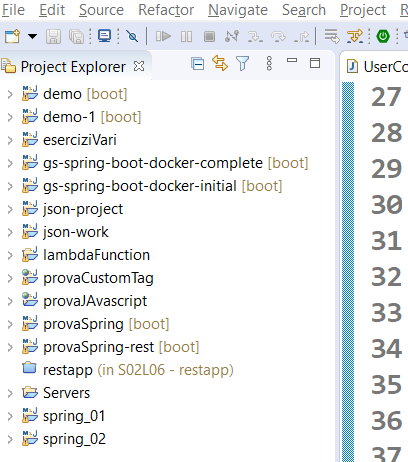 File Edit Source Refactor Navigate Search Project R
Project Explorer
UserCo
demo [boot]
demo-1 [boot]
eserciziVari
gs-spring-boot-docker-complete [boot]
gs-spring-boot-docker-initial [boot]
json-project
json-work
lambdaFunction
provaCustomTag
provaJAvascript
provaSpring [boot]
provaSpring-rest [boot]
restapp (in S02L06 - restapp)
Servers
spring_01
spring_02
27
28
29
30
31
32
33
34
35
36
37